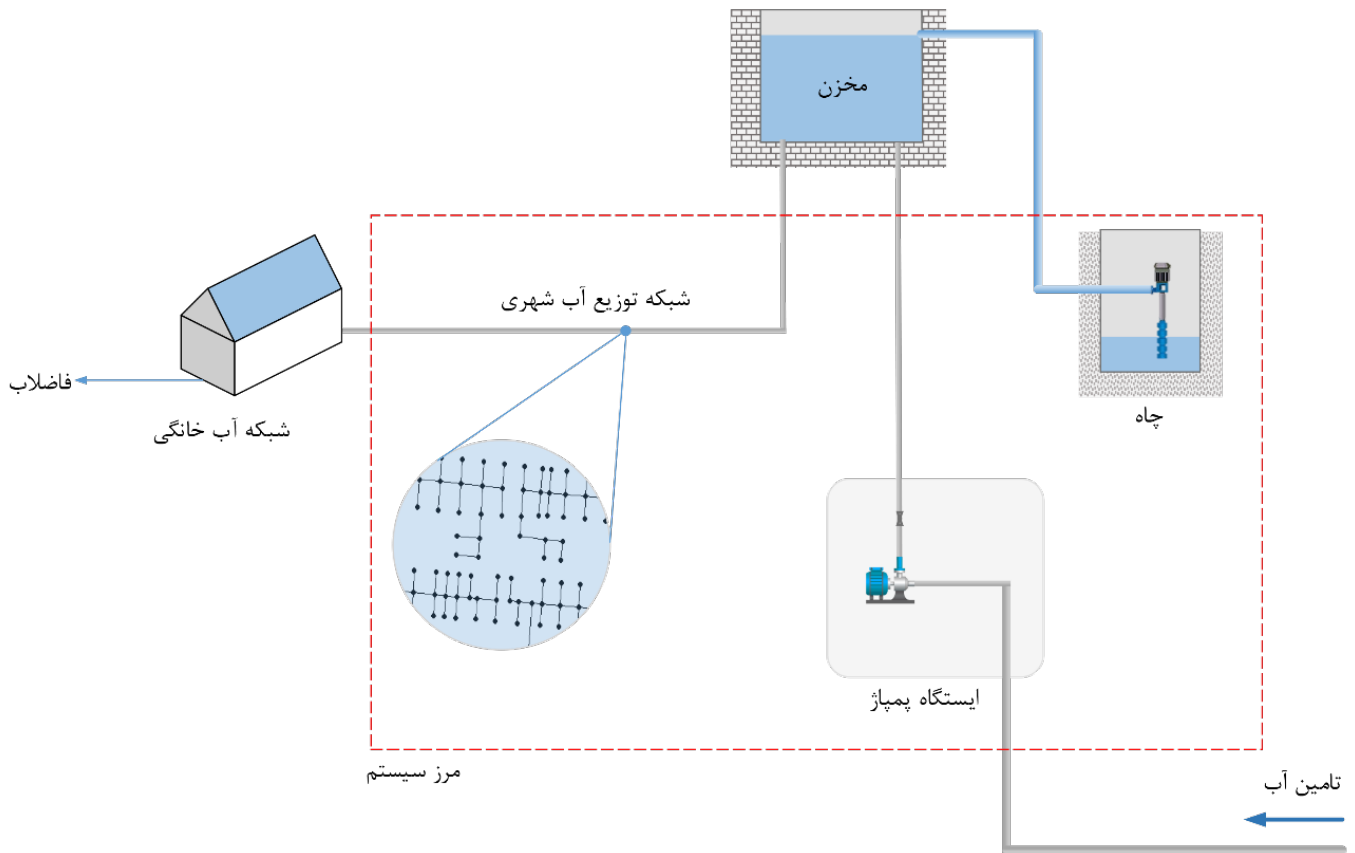 مخزن
شبکه توزیع آب شهری
فاضلاب
شبکه آب خانگی
چاه
ایستگاه پمپاژ
مرز سیستم
تامین آب